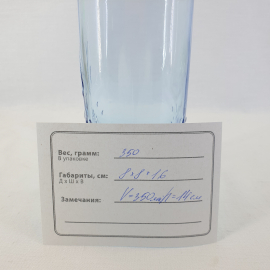 Вес, грамм: 350
В упаковке
Габариты, см: 8×8×16
Д х Ш х В
Замечания: V=350мл/h=14см